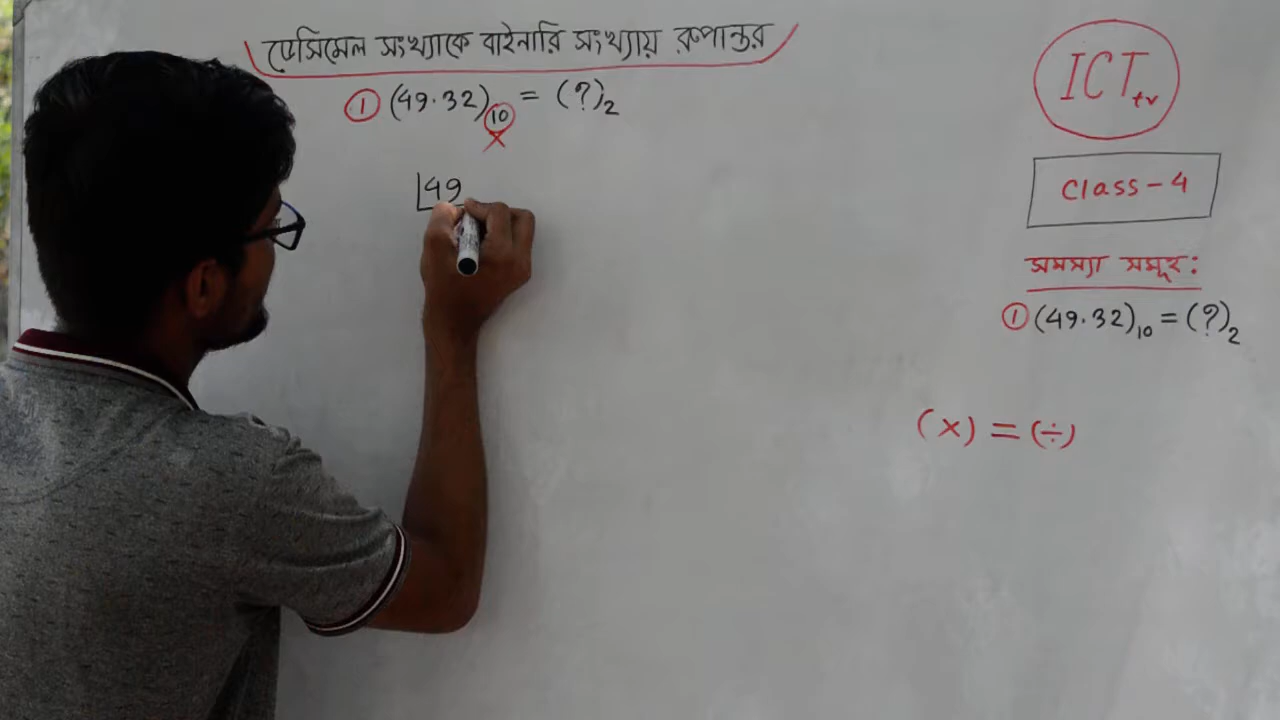 ডেসিমেল সংখ্যাকে বাইনারি সংখ্যায় রুপান্তর
① (49.32)₁₀ = (?)₂
×
49
ICT
tv
Class-4
সমস্যা সমূহ:
① (49.32)₁₀ = (?)₂
(×) = (÷)